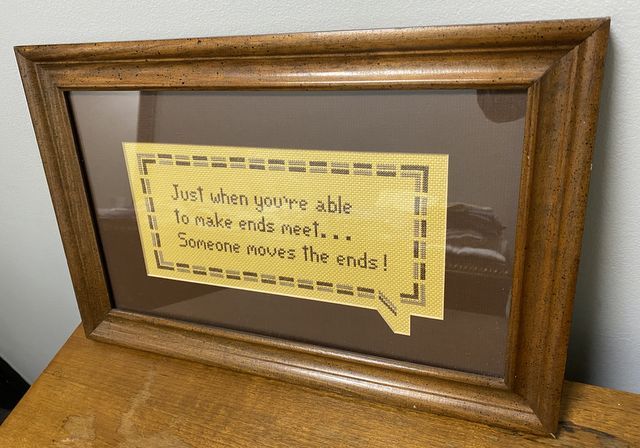 Just when you're able
to make ends meet...
Someone moves the ends!